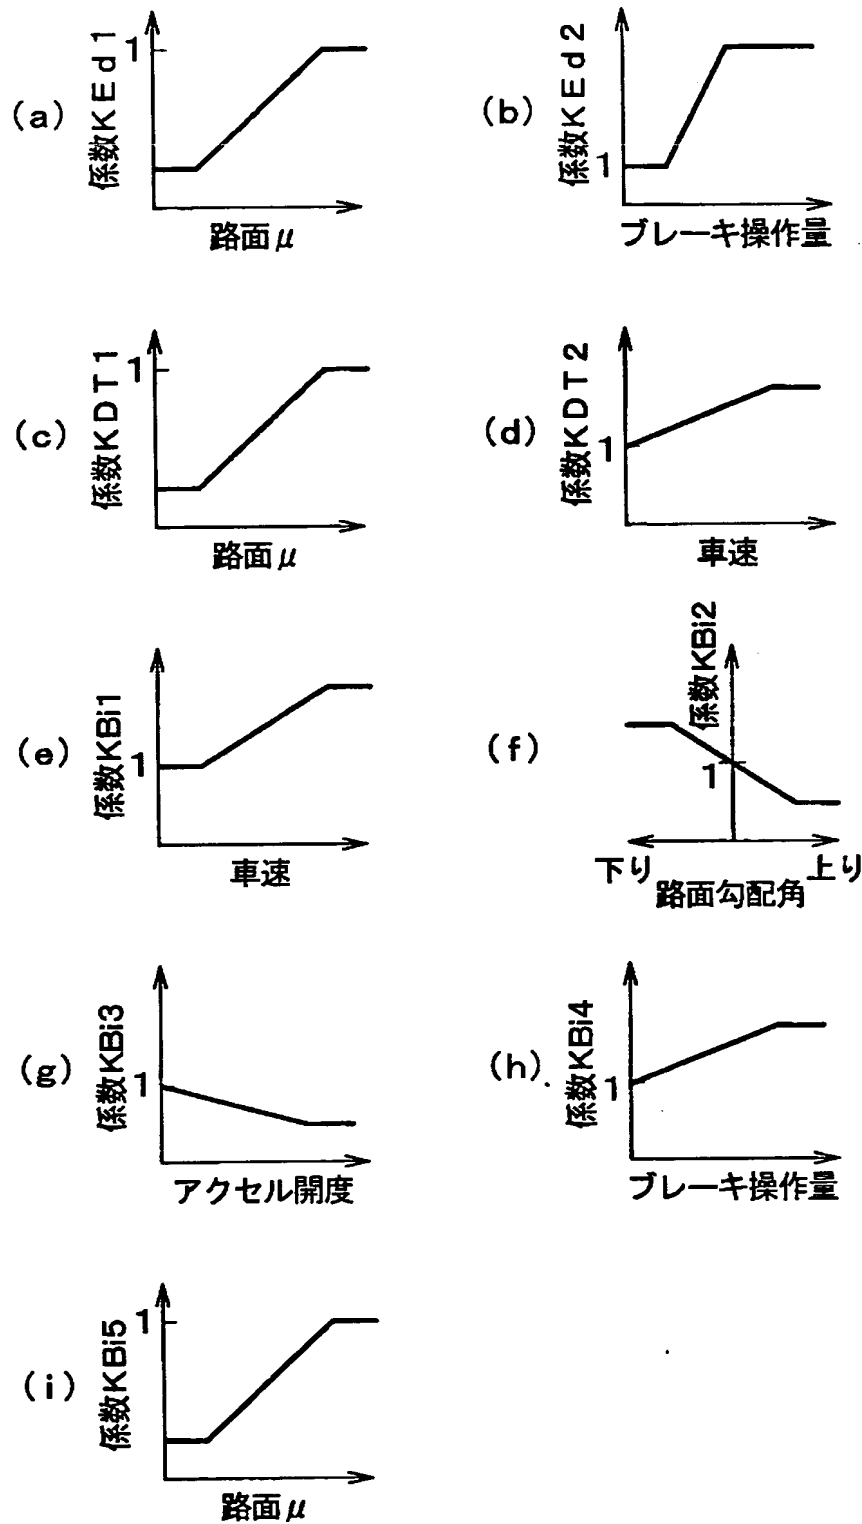 (a)
係数KEd1
1
路面μ
(b)
係数KEd2
1
ブレーキ操作量
(c)
係数KDT1
1
路面μ
(d)
係数KDT2
1
車速
(e)
係数KBi1
1
車速
(f)
係数KBi2
1
下り
上り
路面勾配角
(g)
係数KBi3
1
アクセル開度
(h)
係数KBi4
1
ブレーキ操作量
(i)
係数KBi5
1
路面μ